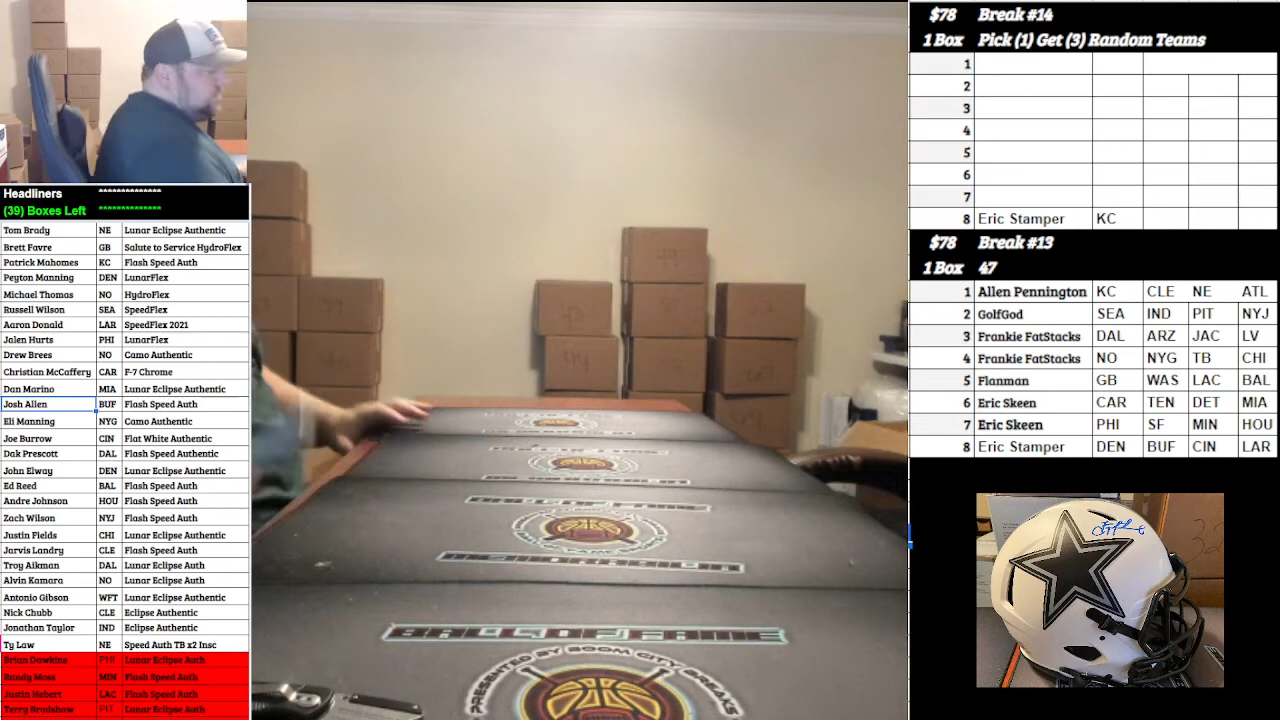 Headliners **************
(39) Boxes Left **************
Tom Brady NE Lunar Eclipse Authentic
Brett Favre GB Salute to Service HydroFlex
Patrick Mahomes KC Flash Speed Auth
Peyton Manning DEN LunarFlex
Michael Thomas NO HydroFlex
Russell Wilson SEA SpeedFlex
Aaron Donald LAR SpeedFlex 2021
Jalen Hurts PHI LunarFlex
Drew Brees NO Camo Authentic
Christian McCaffery CAR F-7 Chrome
Dan Marino MIA Lunar Eclipse Authentic
Josh Allen BUF Flash Speed Auth
Eli Manning NYG Camo Authentic
Joe Burrow CIN Flat White Authentic
Dak Prescott DAL Flash Speed Authentic
John Elway DEN Lunar Eclipse Authentic
Ed Reed BAL Flash Speed Auth
Andre Johnson HOU Flash Speed Auth
Zach Wilson NYJ Flash Speed Auth
Justin Fields CHI Lunar Eclipse Authentic
Jarvis Landry CLE Flash Speed Auth
Troy Aikman DAL Lunar Eclipse Auth
Alvin Kamara NO Lunar Eclipse Auth
Antonio Gibson WFT Lunar Eclipse Authentic
Nick Chubb CLE Eclipse Authentic
Jonathan Taylor IND Eclipse Authentic
Ty Law NE Speed Auth TB x2 Insc
Brian Dawkins PHI Lunar Eclipse Auth
Randy Moss MIN Flash Speed Auth
Justin Hebert LAC Flash Speed Auth
Terry Bradshaw PIT Lunar Eclipse Auth
44
BALL OF FAME
PRESENTED BY BOOM CITY BREAKS
$78 Break #14
1 Box Pick (1) Get (3) Random Teams
1
2
3
4
5
6
7
8 Eric Stamper KC
$78 Break #13
1 Box 47
1 Allen Pennington KC CLE NE ATL
2 GolfGod SEA IND PIT NYJ
3 Frankie FatStacks DAL ARZ JAC LV
4 Frankie FatStacks NO NYG TB CHI
5 Flanman GB WAS LAC BAL
6 Eric Skeen CAR TEN DET MIA
7 Eric Skeen PHI SF MIN HOU
8 Eric Stamper DEN BUF CIN LAR
32